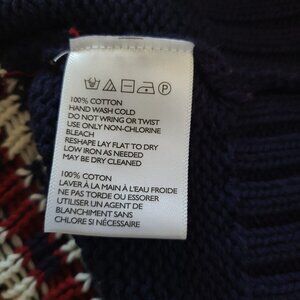 P
100% COTTON
HAND WASH COLD
DO NOT WRING OR TWIST
USE ONLY NON-CHLORINE
BLEACH
RESHAPE LAY FLAT TO DRY
LOW IRON AS NEEDED
MAY BE DRY CLEANED
100% COTON
LAVER À LA MAIN À L'EAU FROIDE
NE PAS TORDE OU ESSORER
UTILISER UN AGENT DE
BLANCHIMENT SANS
CHLORE SI NÉCESSAIRE